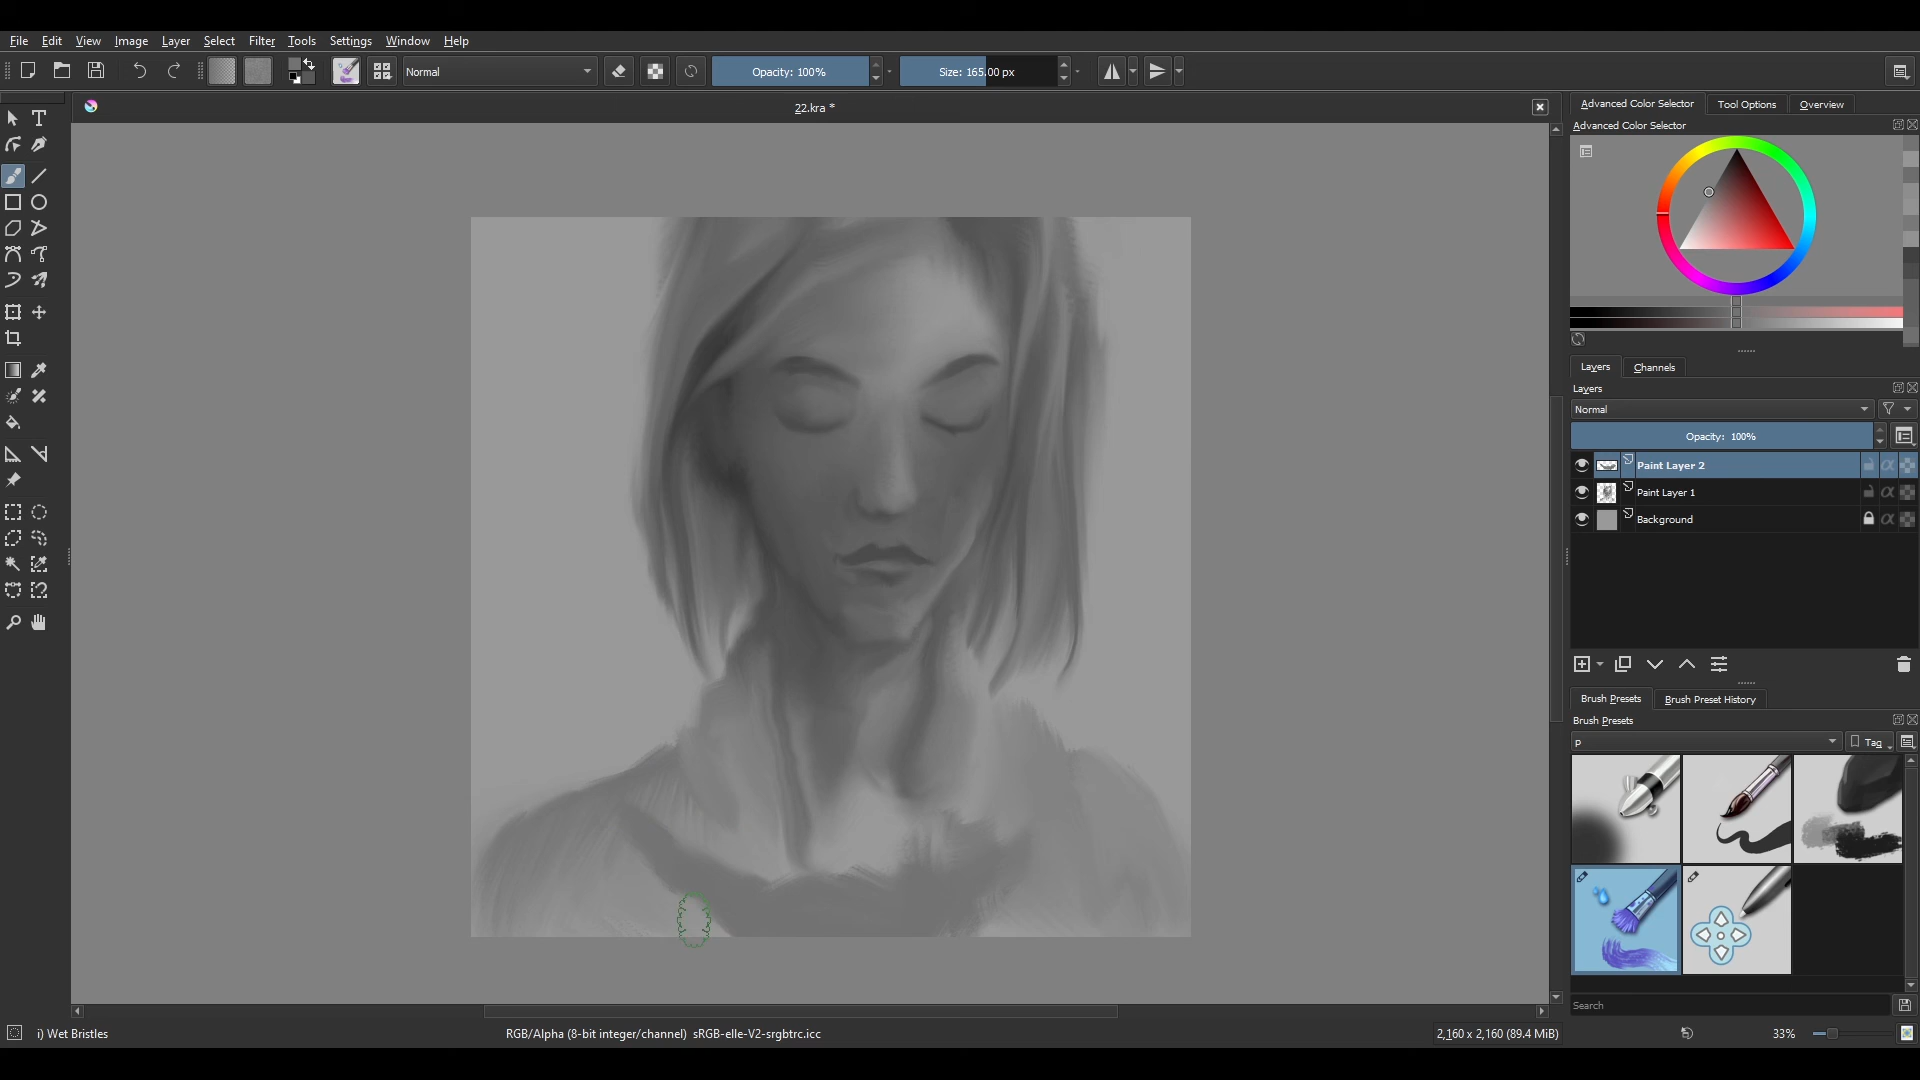 File Edit View Image Layer Select Filter Tools Settings Window Help
Normal Opacity: 100% Size: 165.00 px
22.kra *
Advanced Color Selector Tool Options Overview
Advanced Color Selector
Layers Channels
Layers
Normal
Opacity: 100%
Paint Layer 2
Paint Layer 1
Background
Brush Presets Brush Preset History
Brush Presets
p Tag
Search
i) Wet Bristles RGB/Alpha (8-bit integer/channel) sRGB-elle-V2-srgbtrc.icc 2,160 x 2,160 (89.4 MiB) 33%